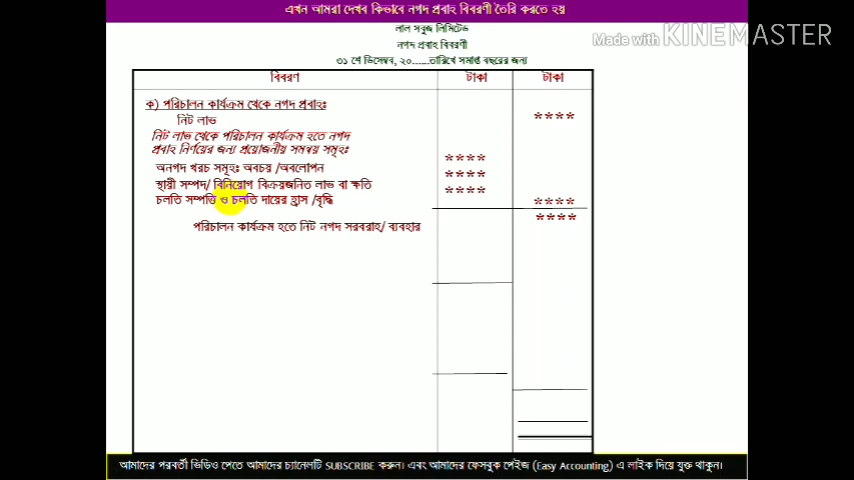 এখন আমরা দেখব কিভাবে নগদ প্রবাহ বিবরণী তৈরি করতে হয়
Made with KINEMASTER
লাল সবুজ লিমিটেড
নগদ প্রবাহ বিবরণী
৩১ শে ডিসেম্বর, ২০......তারিখে সমাপ্ত বছরের জন্য
বিবরণ টাকা টাকা
ক) পরিচালন কার্যক্রম থেকে নগদ প্রবাহঃ
নিট লাভ ****
নিট লাভ থেকে পরিচালন কার্যক্রম হতে নগদ
প্রবাহ নির্ণয়ের জন্য প্রয়োজনীয় সমন্বয় সমূহঃ
অনগদ খরচ সমূহঃ অবচয় /অবলোপন ****
স্থায়ী সম্পদ/ বিনিয়োগ বিক্রয়জনিত লাভ বা ক্ষতি ****
চলতি সম্পত্তি ও চলতি দায়ের হ্রাস /বৃদ্ধি **** ****
পরিচালন কার্যক্রম হতে নিট নগদ সরবরাহ/ ব্যবহার ****
আমাদের পরবর্তী ভিডিও পেতে আমাদের চ্যানেলটি SUBSCRIBE করুন। এবং আমাদের ফেসবুক পেইজ (Easy Accounting) এ লাইক দিয়ে যুক্ত থাকুন।